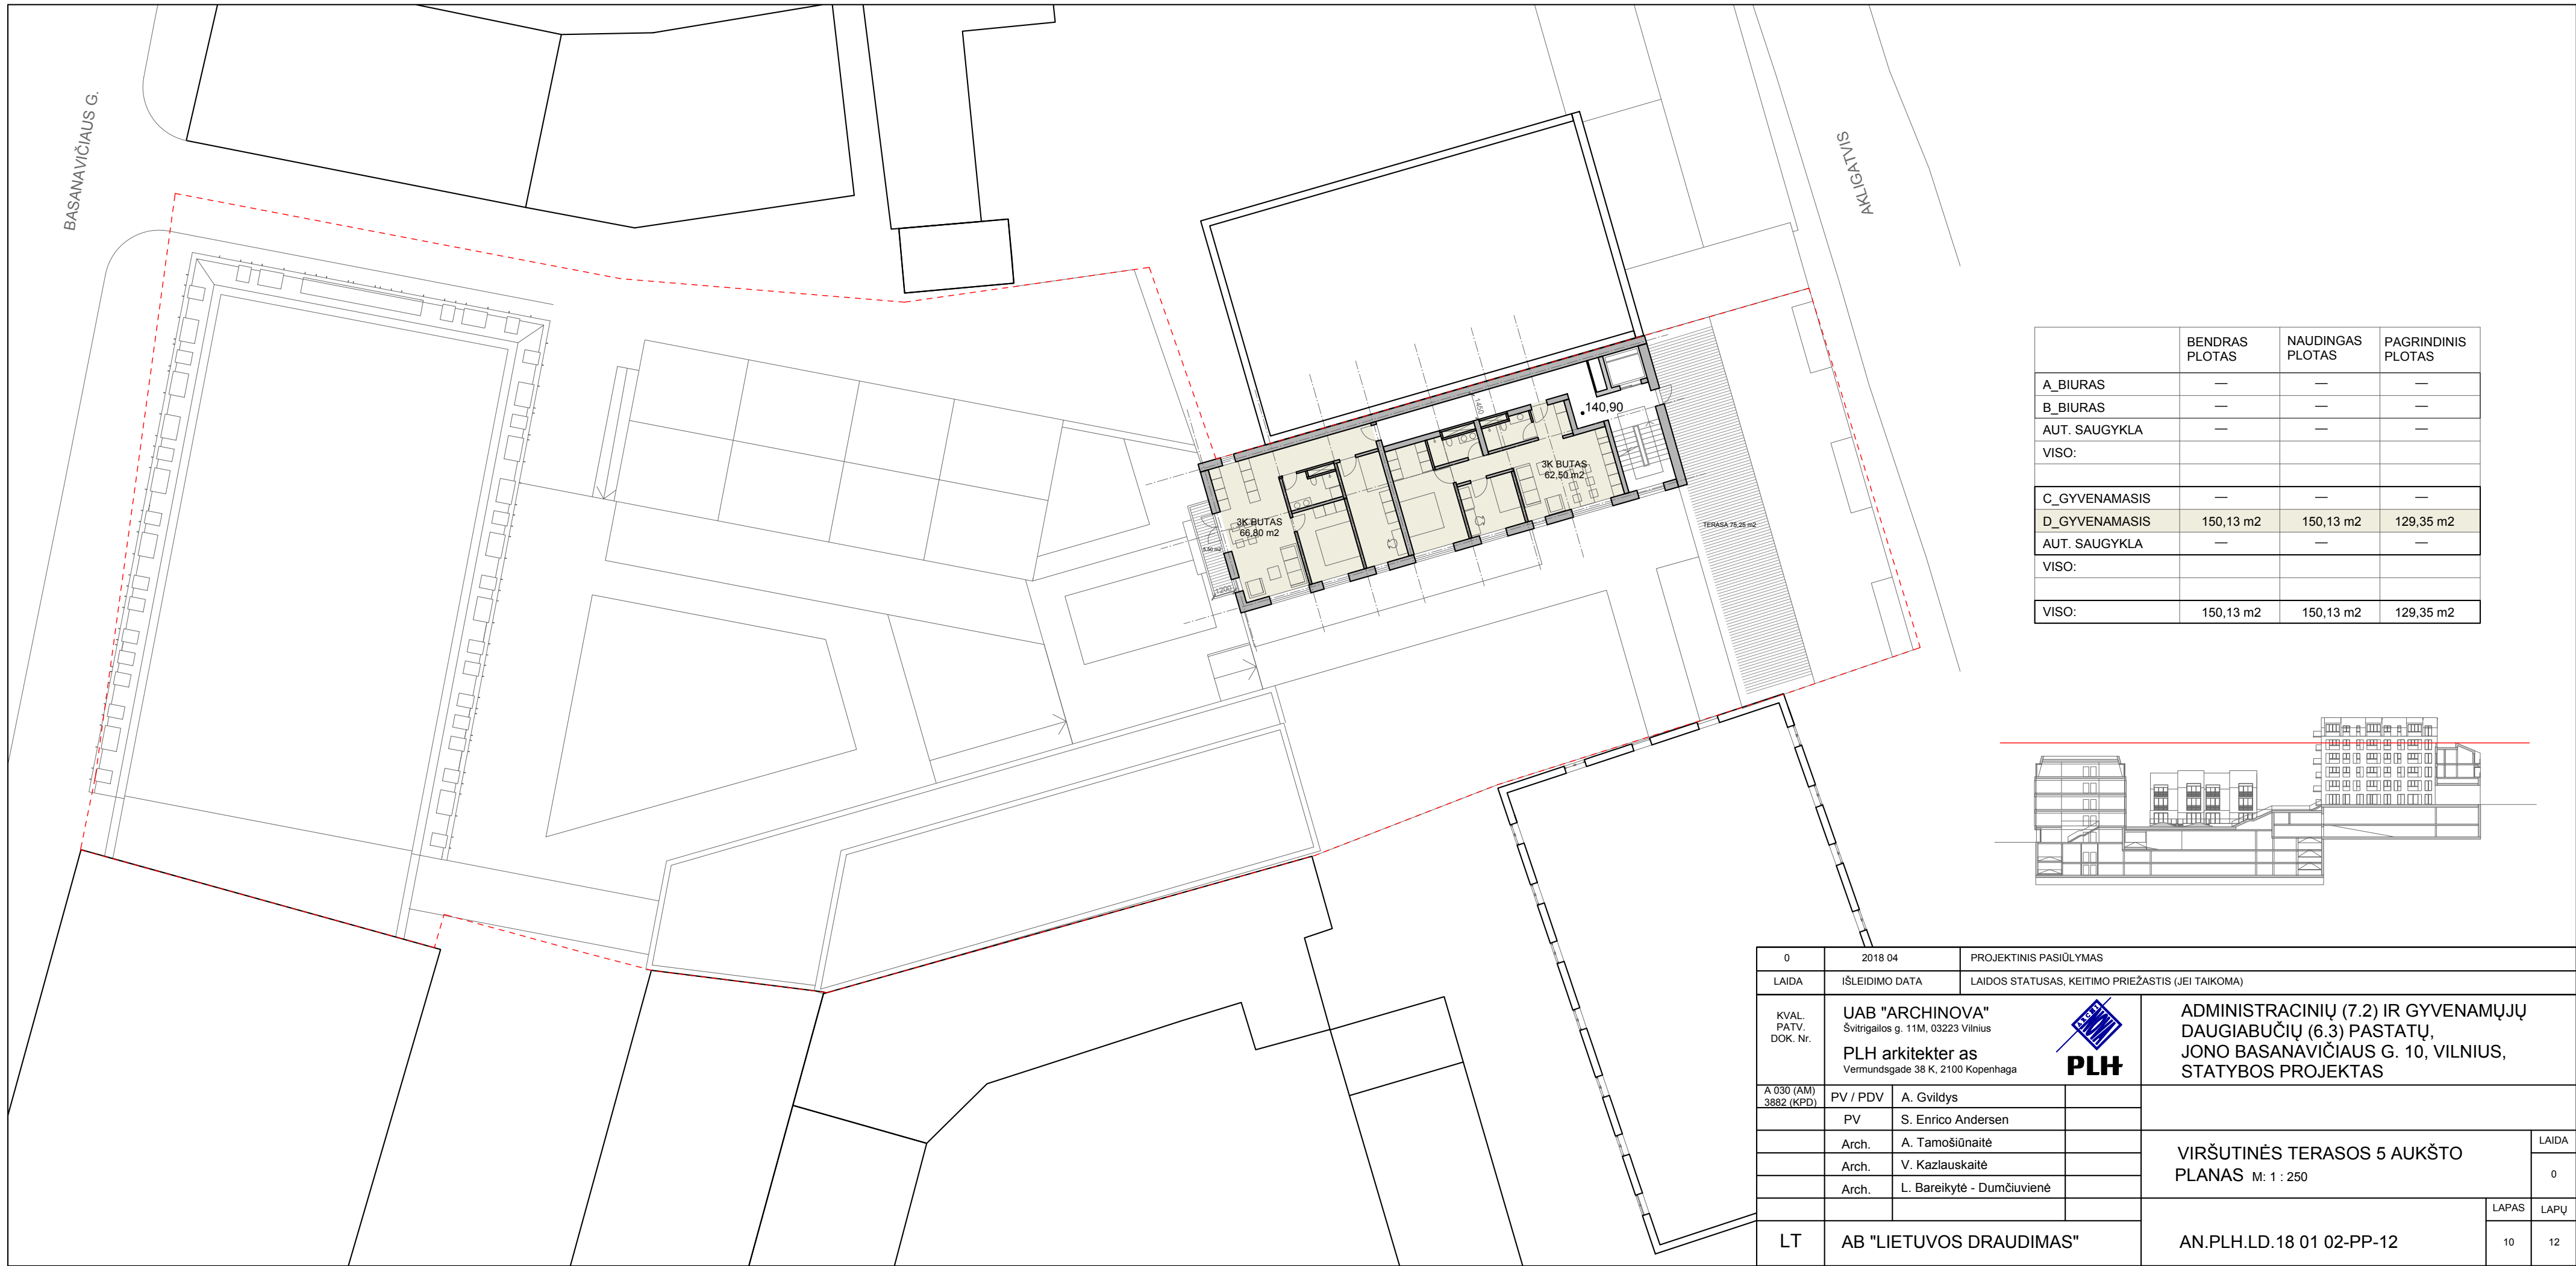 BASANAVIČIAUS G.
AKLIGATVIS
140,90
1450
3K BUTAS
62,50 m2
3K BUTAS
66,80 m2
5,50 m2
1200
TERASA 75,25 m2
BENDRAS PLOTAS NAUDINGAS PLOTAS PAGRINDINIS PLOTAS
A_BIURAS — — —
B_BIURAS — — —
AUT. SAUGYKLA — — —
VISO:
C_GYVENAMASIS — — —
D_GYVENAMASIS 150,13 m2 150,13 m2 129,35 m2
AUT. SAUGYKLA — — —
VISO:
VISO: 150,13 m2 150,13 m2 129,35 m2
0 2018 04 PROJEKTINIS PASIŪLYMAS
LAIDA IŠLEIDIMO DATA LAIDOS STATUSAS, KEITIMO PRIEŽASTIS (JEI TAIKOMA)
KVAL.
PATV.
DOK. Nr.
UAB "ARCHINOVA"
Švitrigailos g. 11M, 03223 Vilnius
PLH arkitekter as
Vermundsgade 38 K, 2100 Kopenhaga
PLH
ADMINISTRACINIŲ (7.2) IR GYVENAMŲJŲ
DAUGIABUČIŲ (6.3) PASTATŲ,
JONO BASANAVIČIAUS G. 10, VILNIUS,
STATYBOS PROJEKTAS
A 030 (AM)
3882 (KPD)
PV / PDV A. Gvildys
PV S. Enrico Andersen
Arch. A. Tamošiūnaitė
Arch. V. Kazlauskaitė
Arch. L. Bareikytė - Dumčiuvienė
VIRŠUTINĖS TERASOS 5 AUKŠTO
PLANAS M: 1 : 250
LAIDA
0
LT AB "LIETUVOS DRAUDIMAS"
AN.PLH.LD.18 01 02-PP-12
LAPAS LAPŲ
10 12